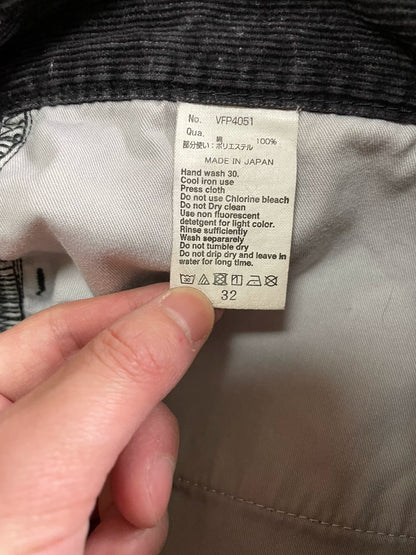 No. VFP4051
Qua. 綿 100%
部分使い：ポリエステル
MADE IN JAPAN
Hand wash 30.
Cool iron use
Press cloth
Do not use Chlorine bleach
Do not Dry clean
Use non fluorescent
detetgent for light color.
Rinse sufficiently
Wash separarely
Do not tumble dry
Do not drip dry and leave in
water for long time.
32